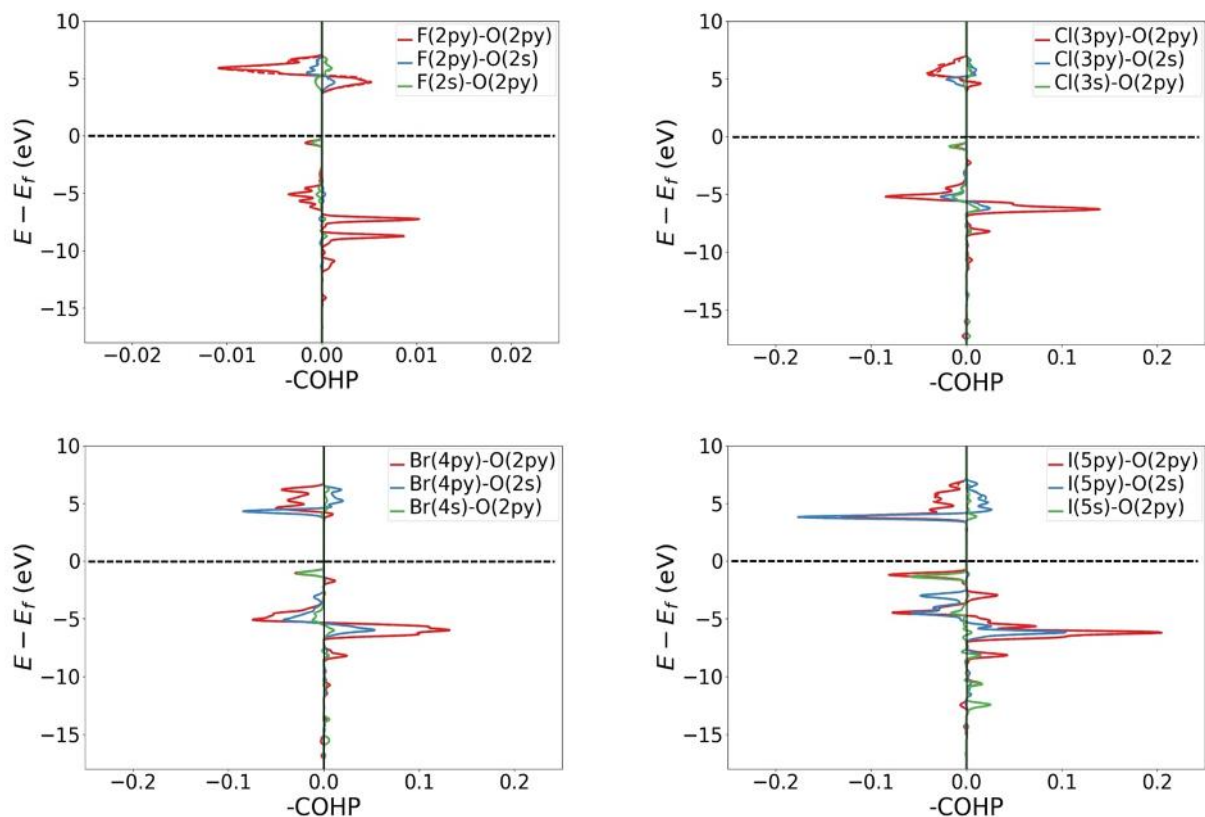 10
5
0
−5
−10
−15
E − E_f (eV)
F(2py)-O(2py)
F(2py)-O(2s)
F(2s)-O(2py)
−0.02 −0.01 0.00 0.01 0.02
-COHP
10
5
0
−5
−10
−15
E − E_f (eV)
Cl(3py)-O(2py)
Cl(3py)-O(2s)
Cl(3s)-O(2py)
−0.2 −0.1 0.0 0.1 0.2
-COHP
10
5
0
−5
−10
−15
E − E_f (eV)
Br(4py)-O(2py)
Br(4py)-O(2s)
Br(4s)-O(2py)
−0.2 −0.1 0.0 0.1 0.2
-COHP
10
5
0
−5
−10
−15
E − E_f (eV)
I(5py)-O(2py)
I(5py)-O(2s)
I(5s)-O(2py)
−0.2 −0.1 0.0 0.1 0.2
-COHP